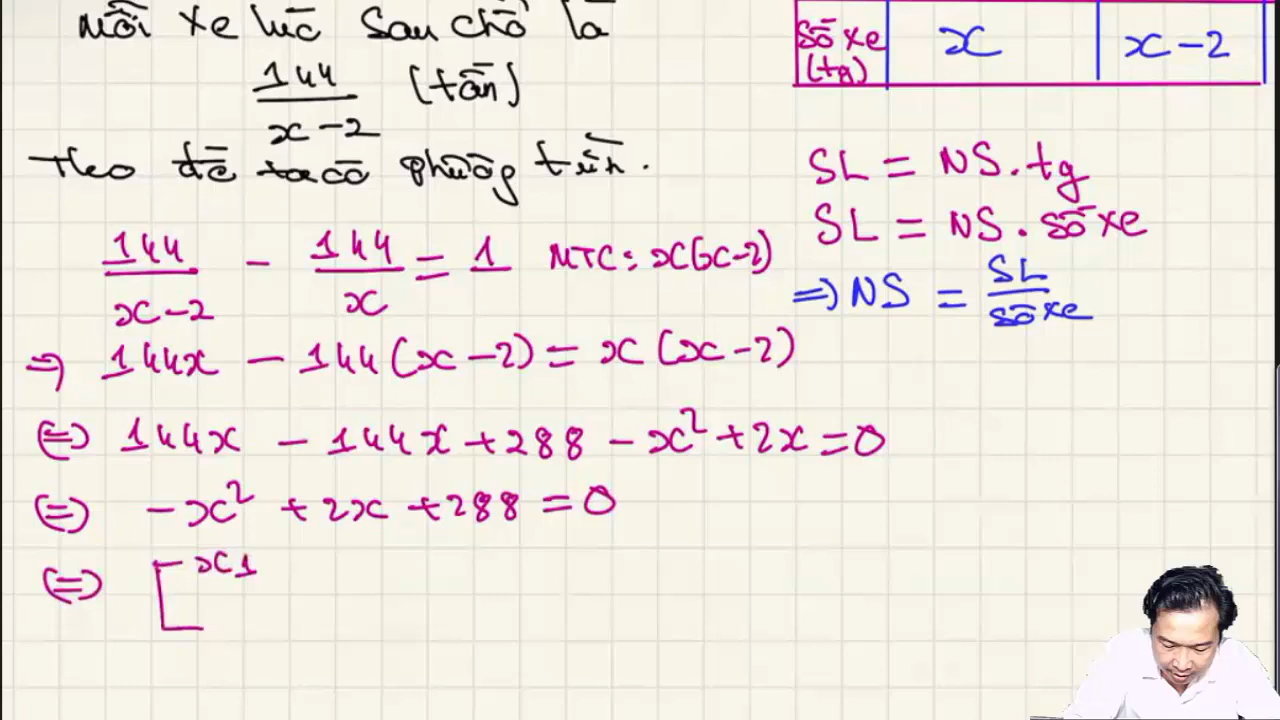 mỗi xe lúc sau chở là
144/(x-2) (tấn)
Theo đề ta có phương trình.
144/(x-2) - 144/x = 1 MTC: x(x-2)
=> 144x - 144(x-2) = x(x-2)
(=) 144x - 144x + 288 - x² + 2x = 0
(=) -x² + 2x + 288 = 0
(=) [ x1
số xe (tg) x x-2
SL = NS.tg
SL = NS.số xe
=> NS = SL/số xe